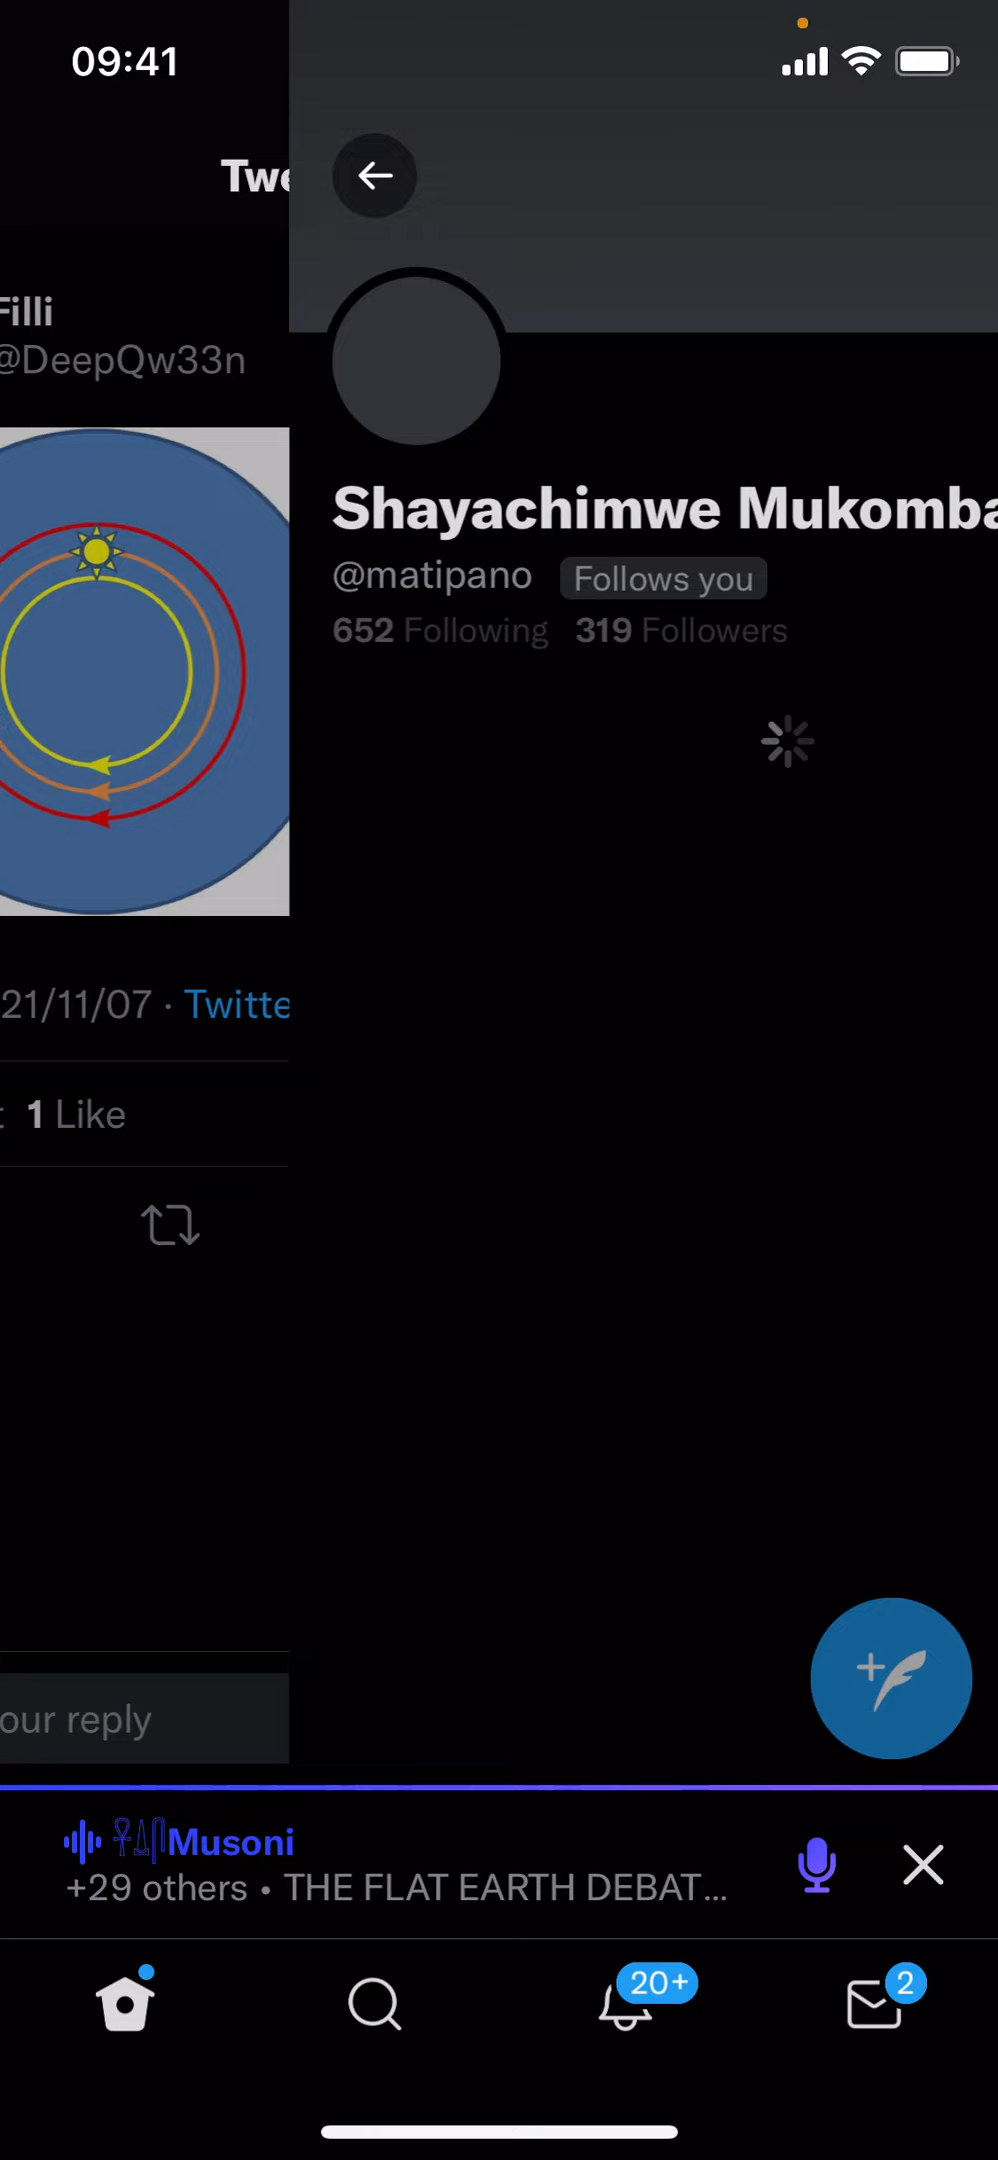 09:41
Twe
Filli
@DeepQw33n
Shayachimwe Mukomba
@matipano Follows you
652 Following 319 Followers
21/11/07 · Twitte
1 Like
our reply
𓋹𓍙𓋾Musoni
+29 others • THE FLAT EARTH DEBAT...
20+
2